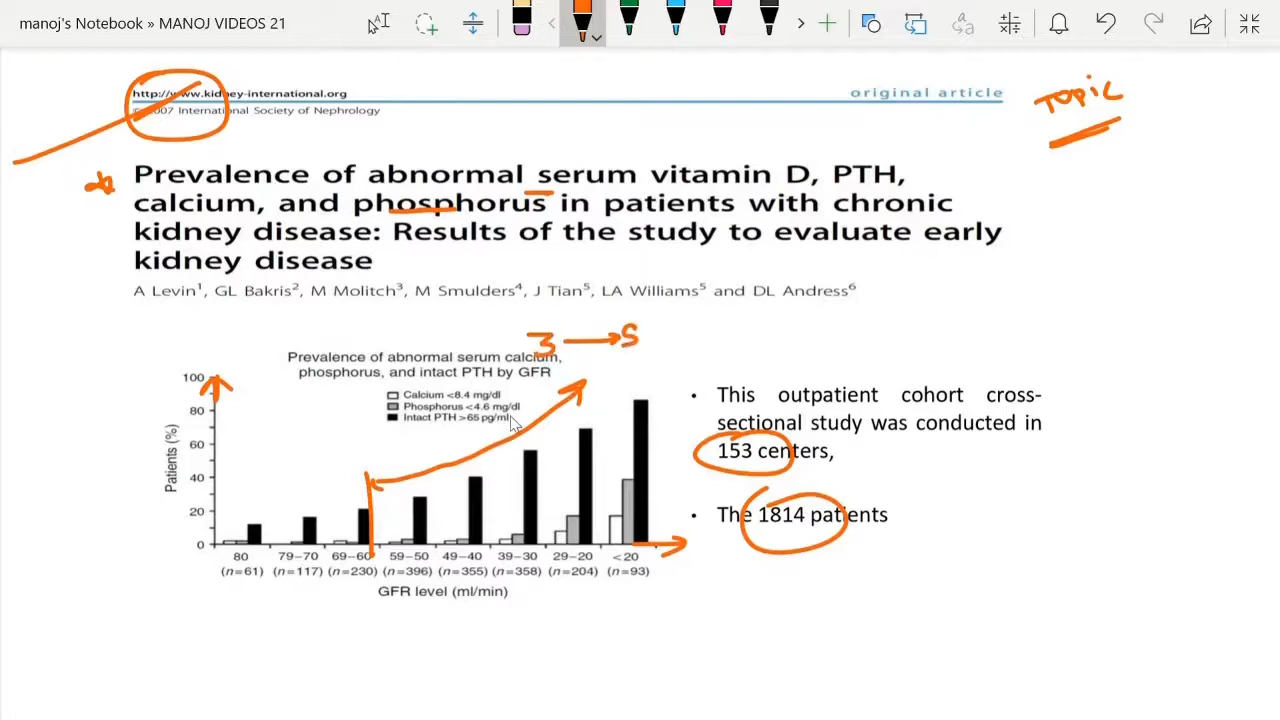 manoj's Notebook » MANOJ VIDEOS 21
http://www.kidney-international.org
original article
© 2007 International Society of Nephrology
TOPIC
Prevalence of abnormal serum vitamin D, PTH,
calcium, and phosphorus in patients with chronic
kidney disease: Results of the study to evaluate early
kidney disease
A Levin¹, GL Bakris², M Molitch³, M Smulders⁴, J Tian⁵, LA Williams⁵ and DL Andress⁶
3 → 5
Prevalence of abnormal serum calcium,
phosphorus, and intact PTH by GFR
Calcium <8.4 mg/dl
Phosphorus <4.6 mg/dl
Intact PTH >65 pg/ml
Patients (%)
100
80
60
40
20
0
80 79–70 69–60 59–50 49–40 39–30 29–20 <20
(n=61) (n=117) (n=230) (n=396) (n=355) (n=358) (n=204) (n=93)
GFR level (ml/min)
• This outpatient cohort cross-
sectional study was conducted in
153 centers,
• The 1814 patients